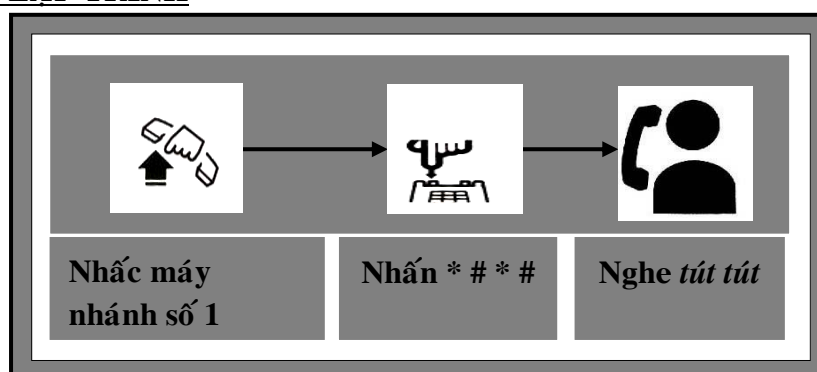 Nhấc máy
nhánh số 1
Nhấn * # * #
Nghe tút tút